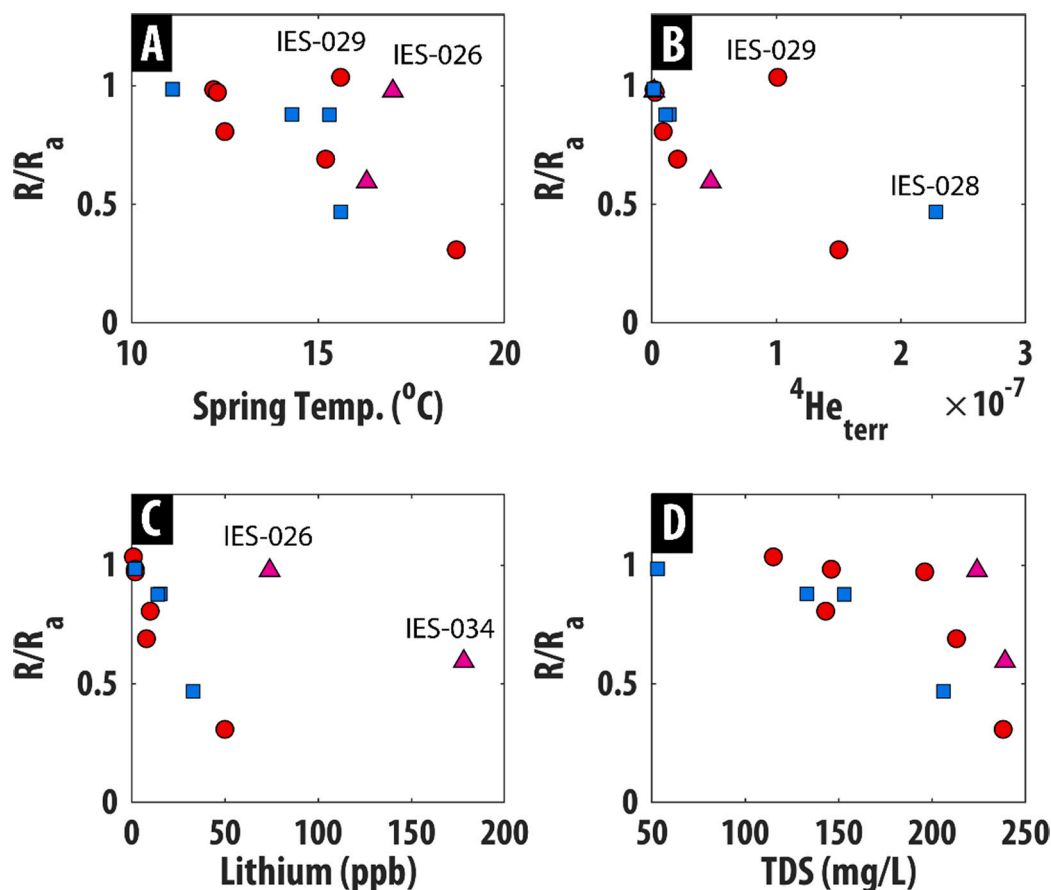 A
IES-029
IES-026
R/Ra
1
0.5
0
10
15
20
Spring Temp. (⁰C)
B
IES-029
IES-028
R/Ra
1
0.5
0
0
1
2
3
⁴Heterr
×10⁻⁷
C
IES-026
IES-034
R/Ra
1
0.5
0
0
50
100
150
200
Lithium (ppb)
D
R/Ra
1
0.5
0
50
100
150
200
250
TDS (mg/L)